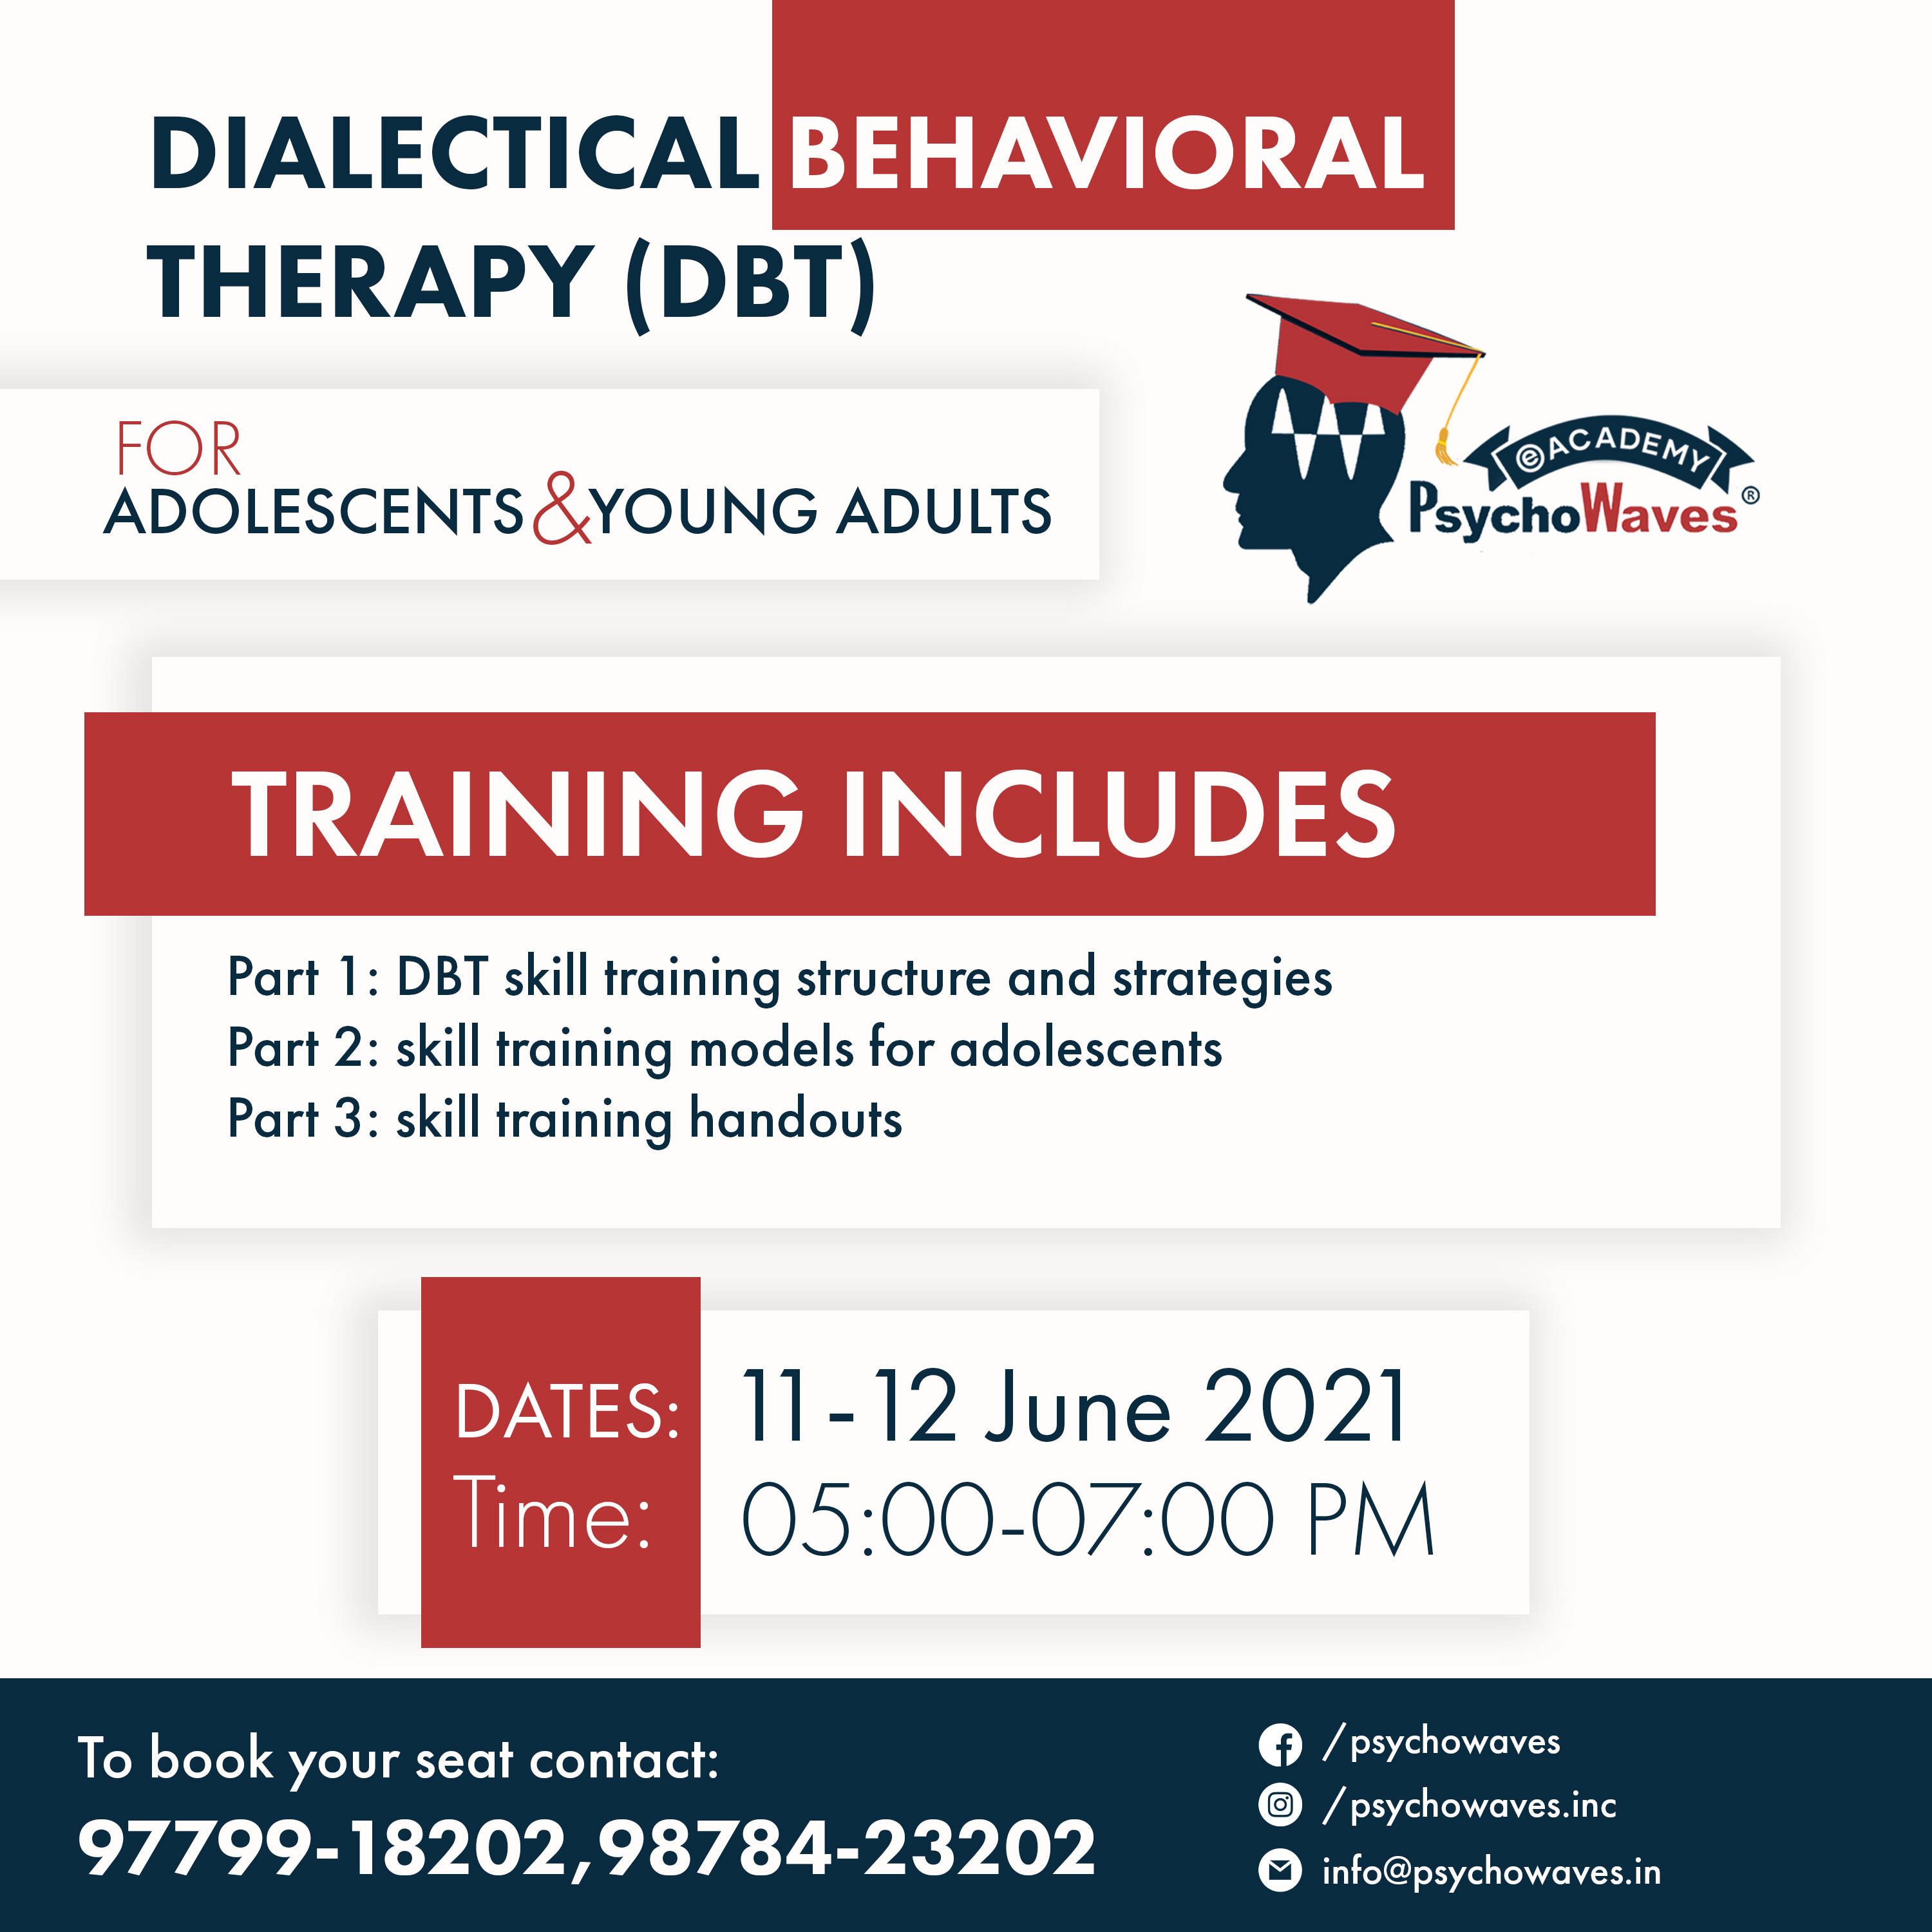 DIALECTICAL BEHAVIORAL
THERAPY (DBT)
FOR
ADOLESCENTS & YOUNG ADULTS
e ACADEMY
PsychoWaves ®
TRAINING INCLUDES
Part 1: DBT skill training structure and strategies
Part 2: skill training models for adolescents
Part 3: skill training handouts
DATES: 11-12 June 2021
Time: 05:00-07:00 PM
To book your seat contact:
97799-18202,98784-23202
/psychowaves
/psychowaves.inc
info@psychowaves.in